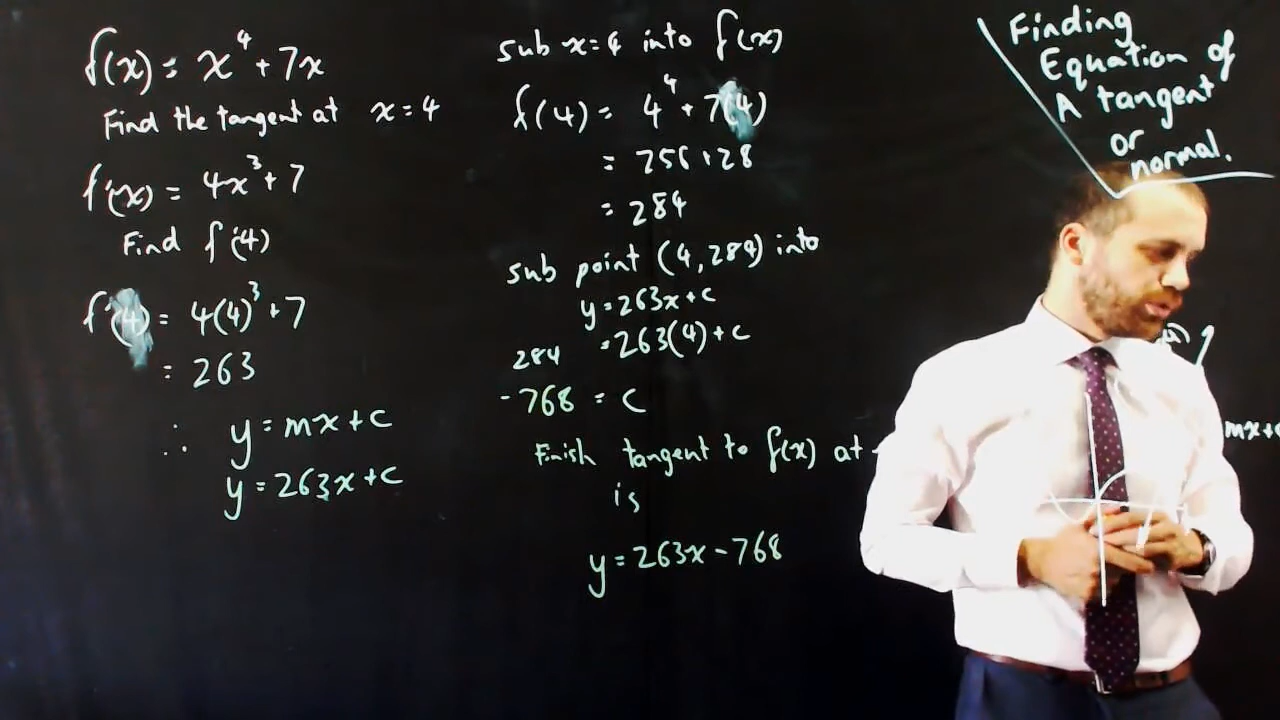 f(x) = x⁴ + 7x
Find the tangent at x = 4
f'(x) = 4x³ + 7
Find f'(4)
f'(4) = 4(4)³ + 7
= 263
∴ y = mx + c
y = 263x + c
sub x = 4 into f(x)
f(4) = 4⁴ + 7(4)
= 256 + 28
= 284
sub point (4, 284) into
y = 263x + c
284 = 263(4) + c
-768 = c
Finish tangent to f(x) at
is
y = 263x - 768
Finding
Equation of
A tangent
or
normal.
mx+c